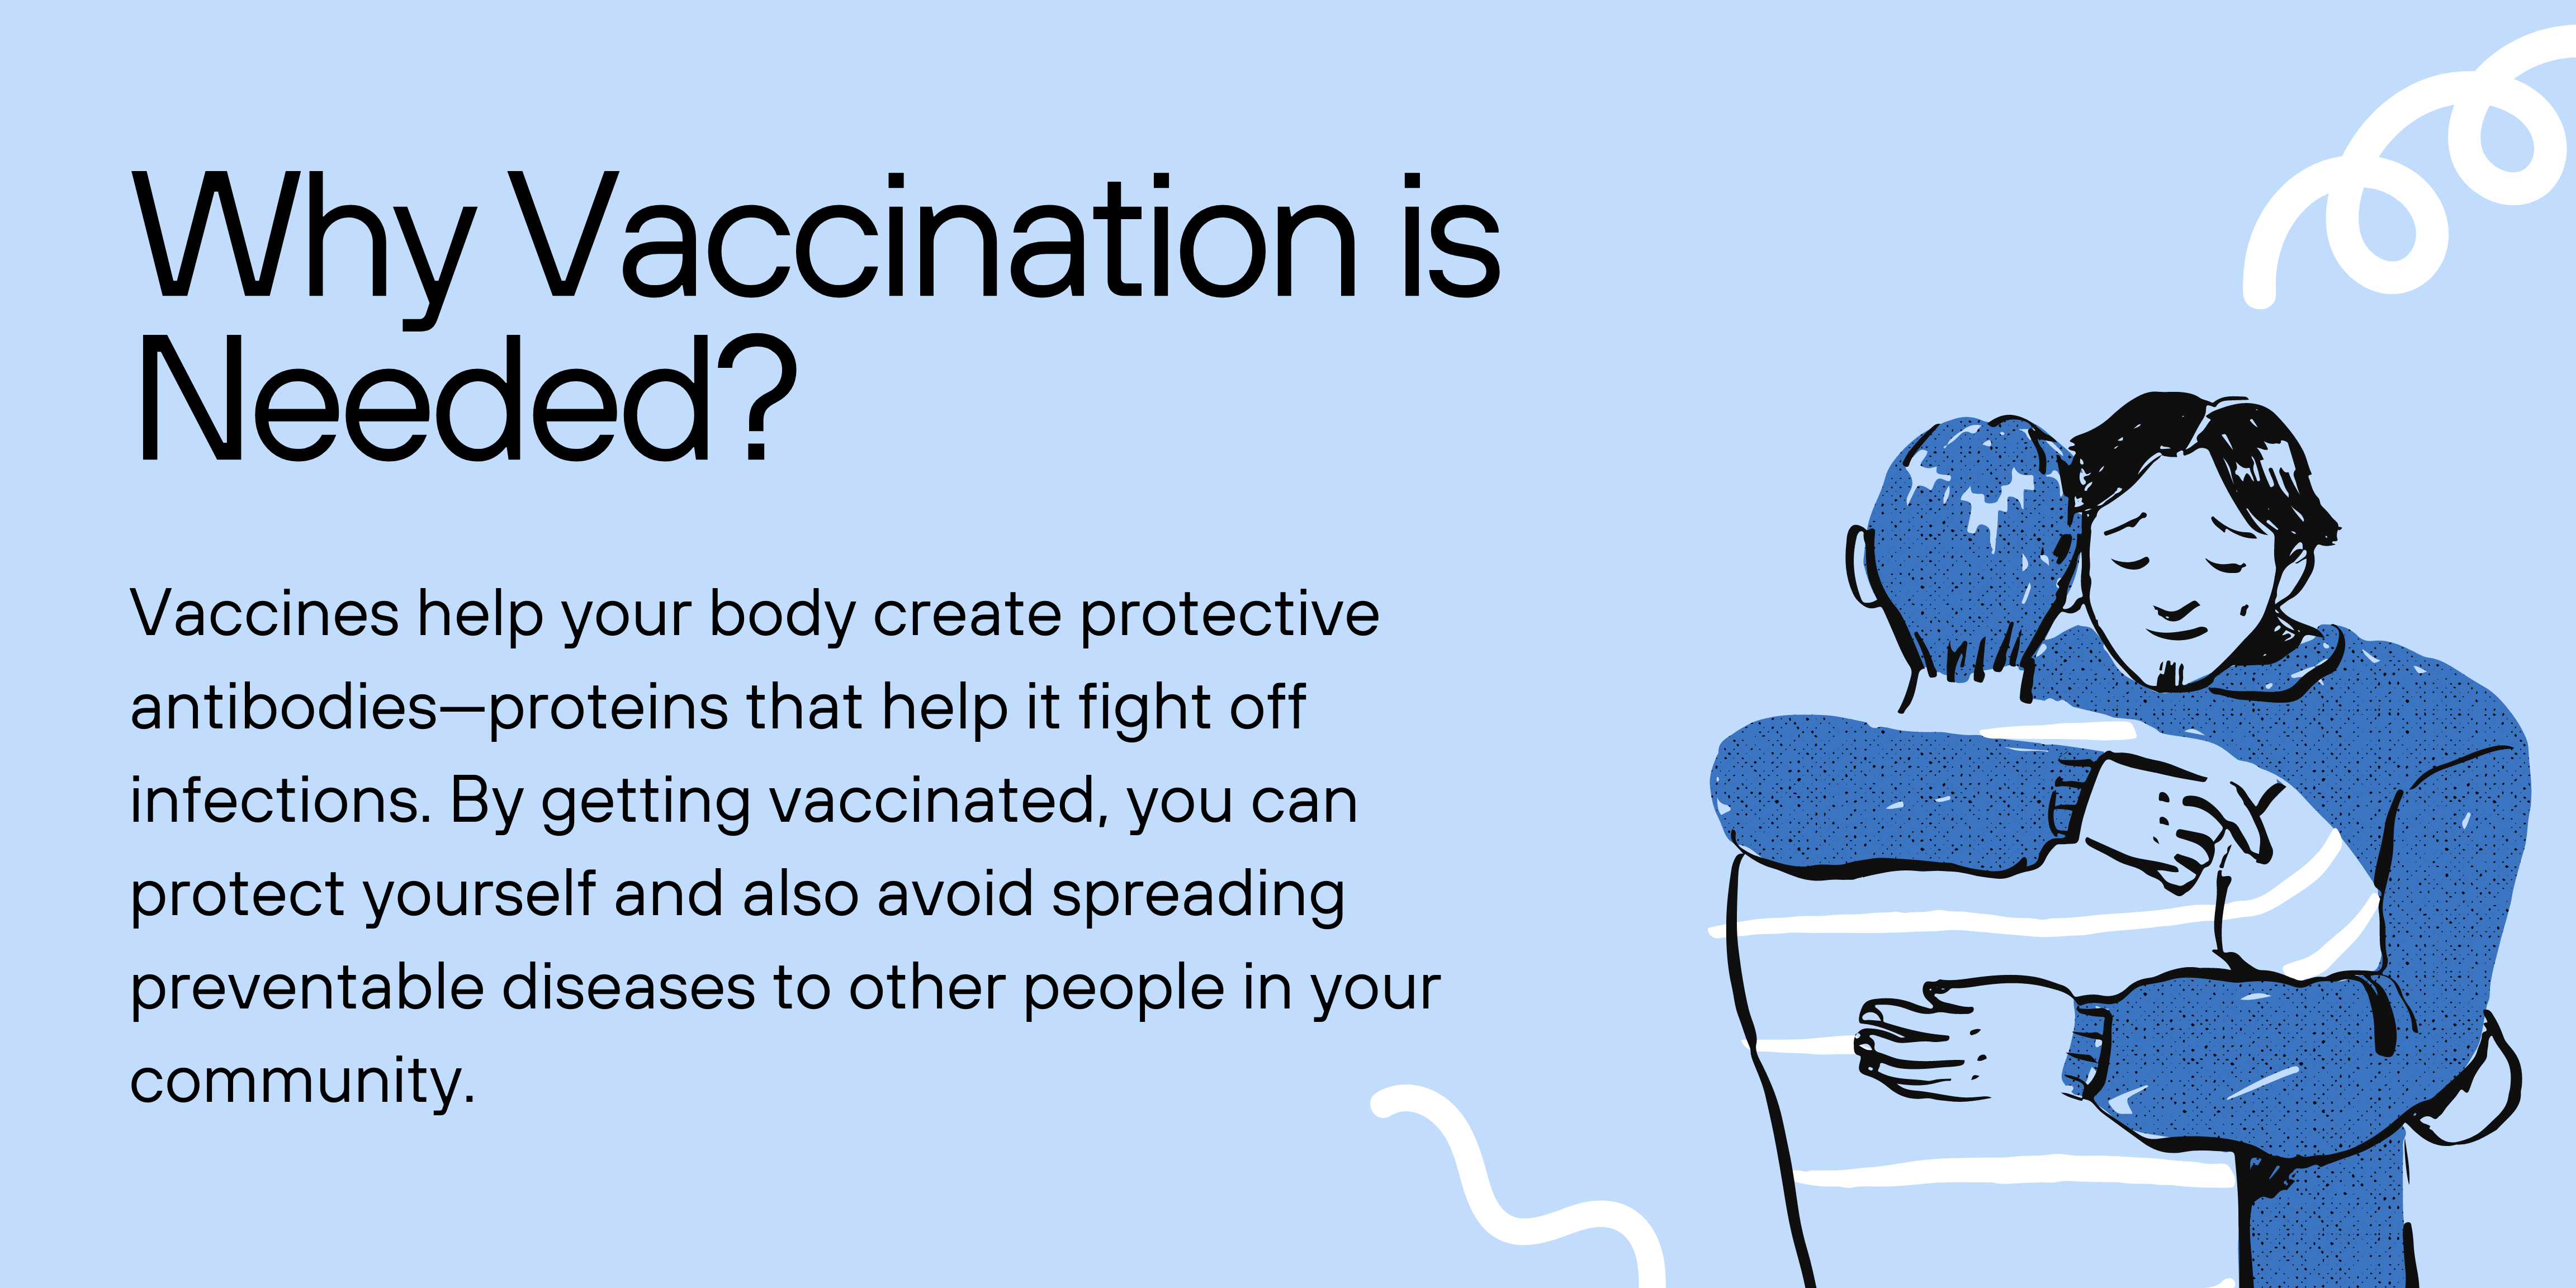 Why Vaccination is
Needed?
Vaccines help your body create protective
antibodies—proteins that help it fight off
infections. By getting vaccinated, you can
protect yourself and also avoid spreading
preventable diseases to other people in your
community.